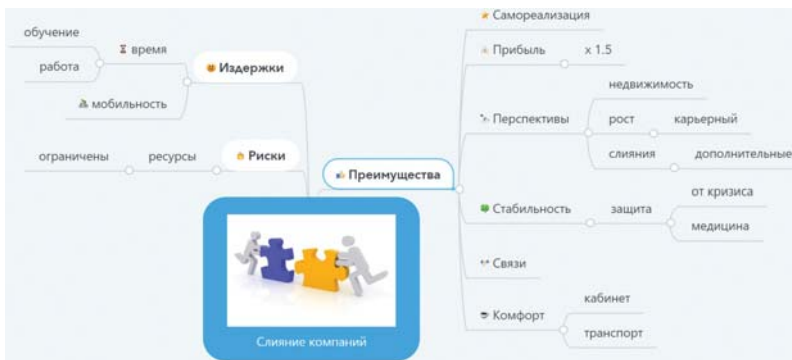 обучение
работа
время
мобильность
Издержки
ограничены
ресурсы
Риски
Преимущества
Слияние компаний
Самореализация
Прибыль
x 1.5
Перспективы
недвижимость
рост
карьерный
слияния
дополнительные
Стабильность
защита
от кризиса
медицина
Связи
Комфорт
кабинет
транспорт